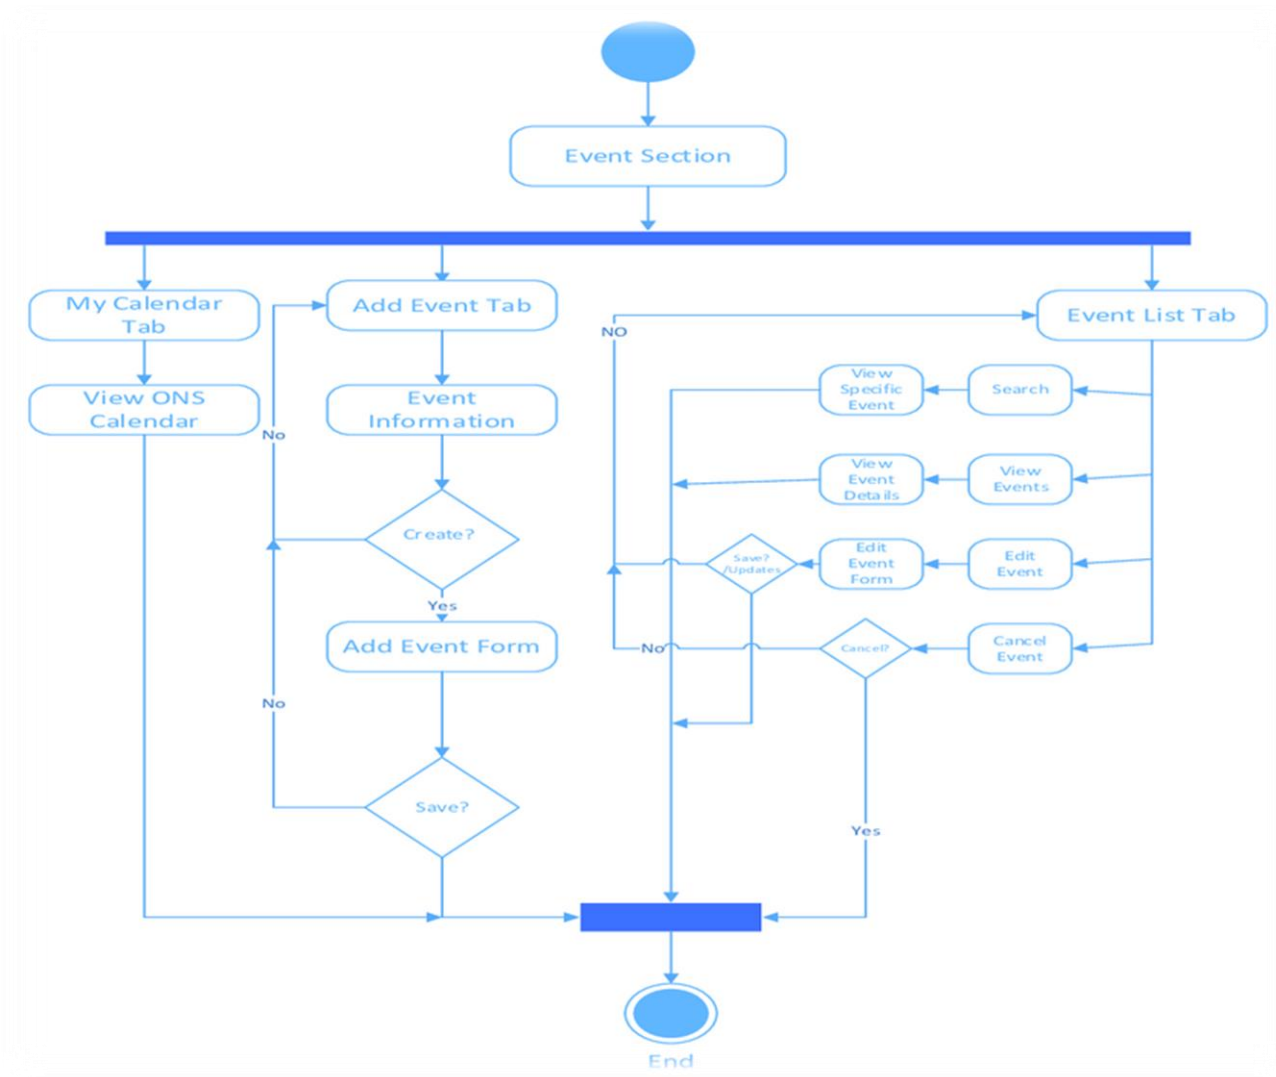 Event Section
My Calendar
Tab
Add Event Tab
Event List Tab
NO
View
Specific
Event
Search
View ONS
Calendar
Event
Information
No
View
Event
Details
View
Events
Create?
Save?
/Updates
Edit
Event
Form
Edit
Event
Yes
Add Event Form
No
Cancel?
Cancel
Event
No
Save?
Yes
End